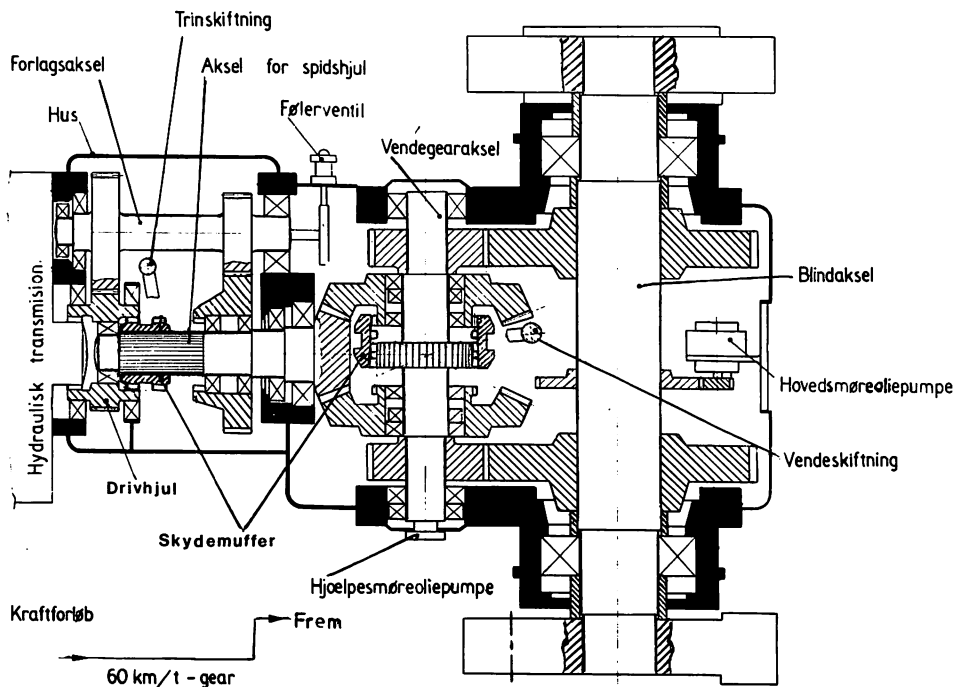 Trinskiftning
Forlagsaksel
Aksel for spidshjul
Hus
Følerventil
Vendegearaksel
Hydraulisk transmision.
Blindaksel
Hovedsmøreoliepumpe
Vendeskiftning
Drivhjul
Skydemuffer
Hjælpesmøreoliepumpe
Kraftforløb
Frem
60 km/t - gear